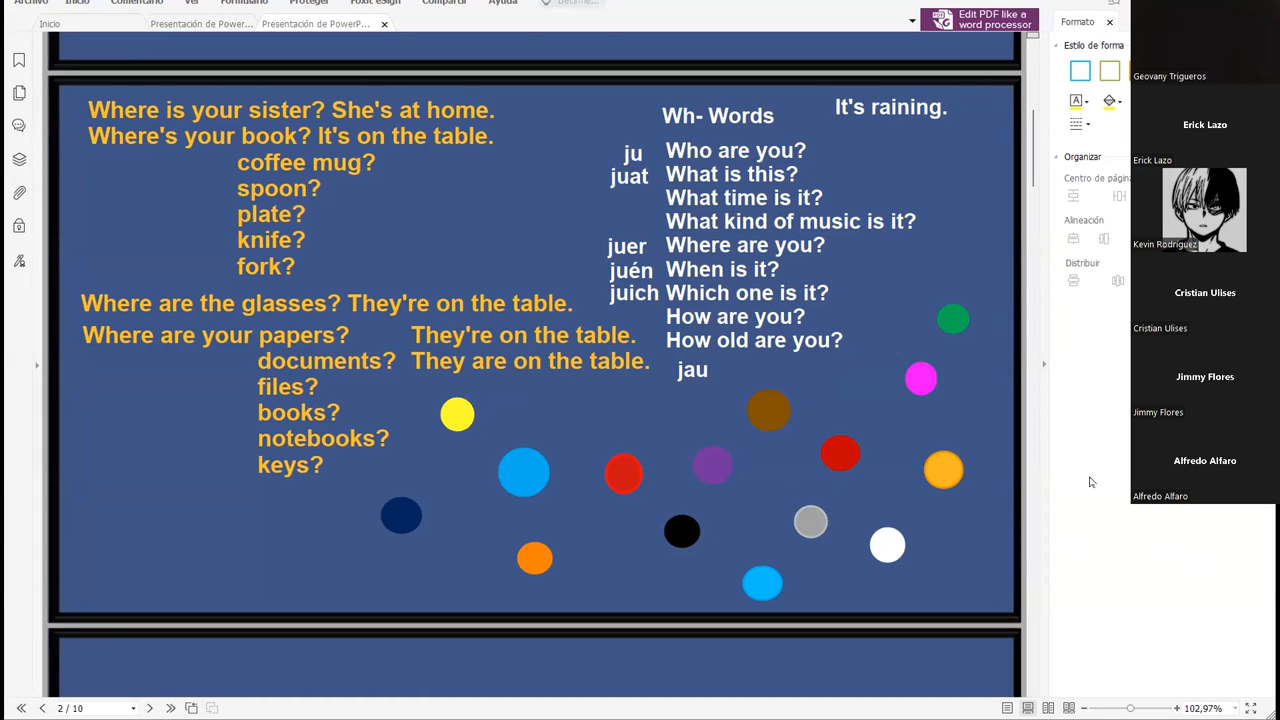 Archivo Inicio Comentario Ver Formulario Proteger Foxit eSign Compartir Ayuda Decirme...
Inicio Presentación de Power... Presentación de PowerP...
Edit PDF like a
word processor
Where is your sister? She's at home.
Where's your book? It's on the table.
coffee mug?
spoon?
plate?
knife?
fork?
Where are the glasses? They're on the table.
Where are your papers? They're on the table.
documents? They are on the table.
files?
books?
notebooks?
keys?
Wh- Words
It's raining.
ju Who are you?
juat What is this?
What time is it?
What kind of music is it?
juer Where are you?
juén When is it?
juich Which one is it?
How are you?
How old are you?
jau
Formato
Estilo de forma
Organizar
Centro de página
Alineación
Distribuir
Geovany Trigueros
Erick Lazo
Erick Lazo
Kevin Rodríguez
Cristian Ulises
Cristian Ulises
Jimmy Flores
Jimmy Flores
Alfredo Alfaro
Alfredo Alfaro
2 / 10
102,97%